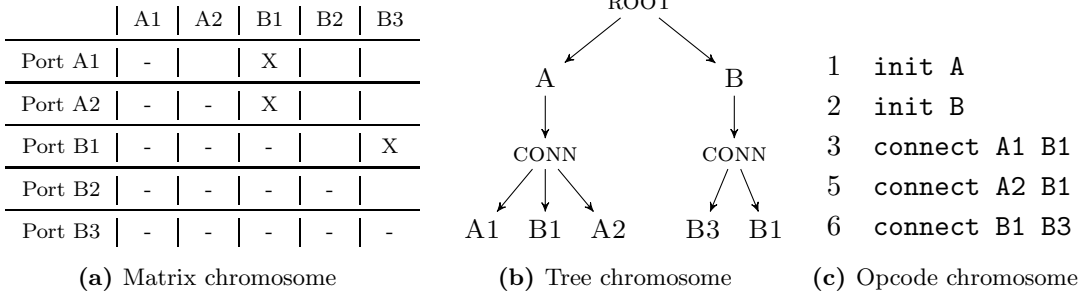 A1 A2 B1 B2 B3
Port A1 - X
Port A2 - - X
Port B1 - - - X
Port B2 - - - -
Port B3 - - - - -
(a) Matrix chromosome
ROOT
A B
CONN CONN
A1 B1 A2 B3 B1
(b) Tree chromosome
1 init A
2 init B
3 connect A1 B1
5 connect A2 B1
6 connect B1 B3
(c) Opcode chromosome